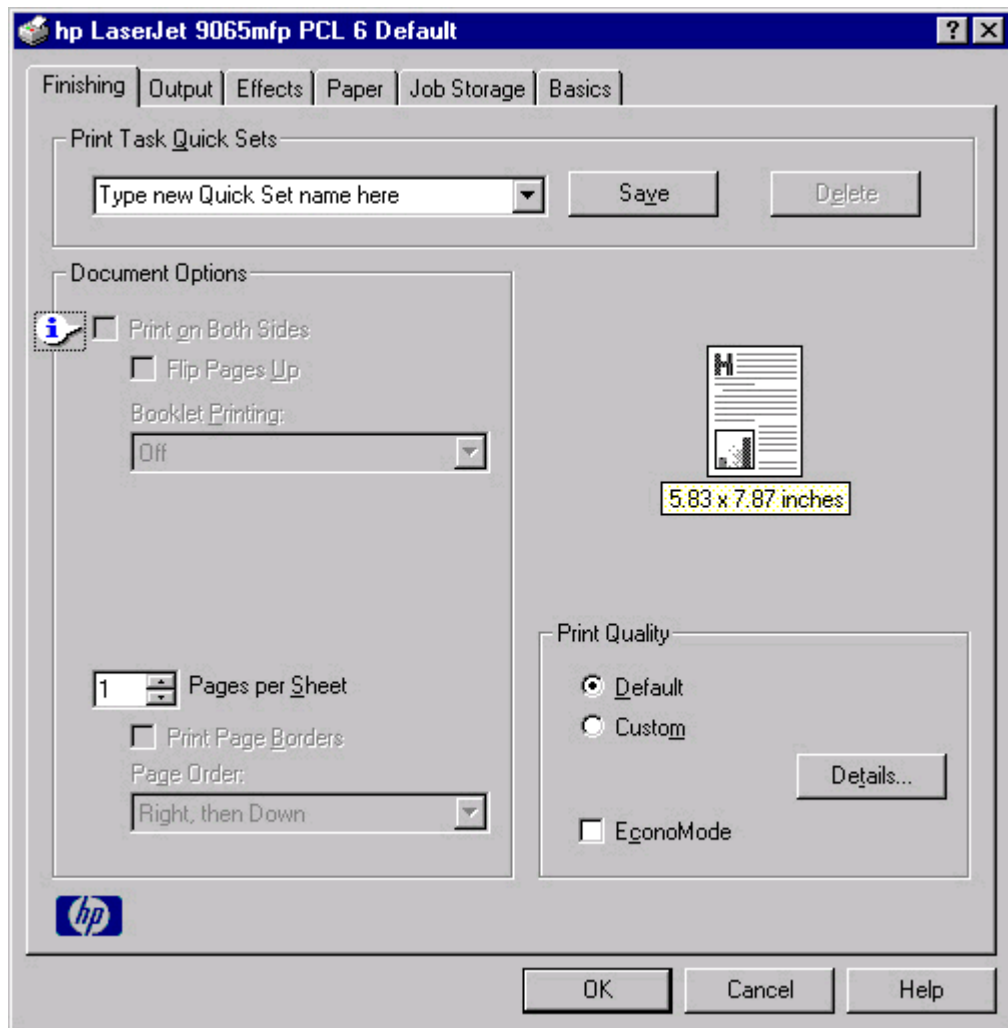 hp LaserJet 9065mfp PCL 6 Default
Finishing Output Effects Paper Job Storage Basics
Print Task Quick Sets
Type new Quick Set name here Save Delete
Document Options
Print on Both Sides
Flip Pages Up
Booklet Printing:
Off
5.83 x 7.87 inches
1 Pages per Sheet
Print Page Borders
Page Order:
Right, then Down
Print Quality
Default
Custom
Details...
EconoMode
hp
OK Cancel Help